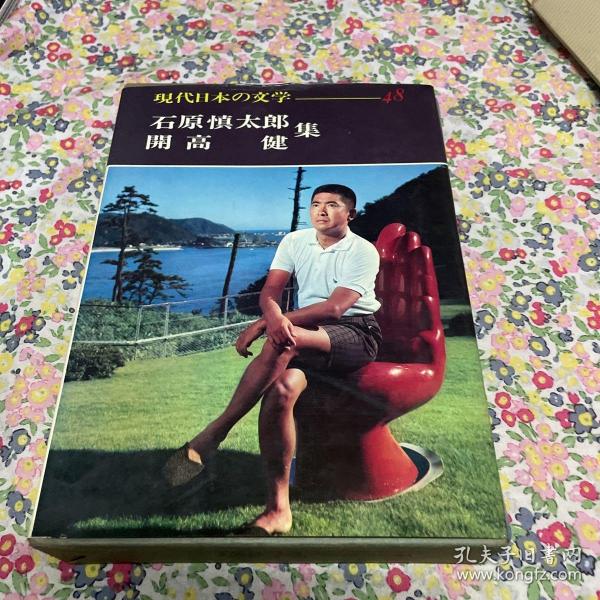 現代日本の文学 48
石原慎太郎
開高健 集
孔夫子旧书网
www.kongfz.com